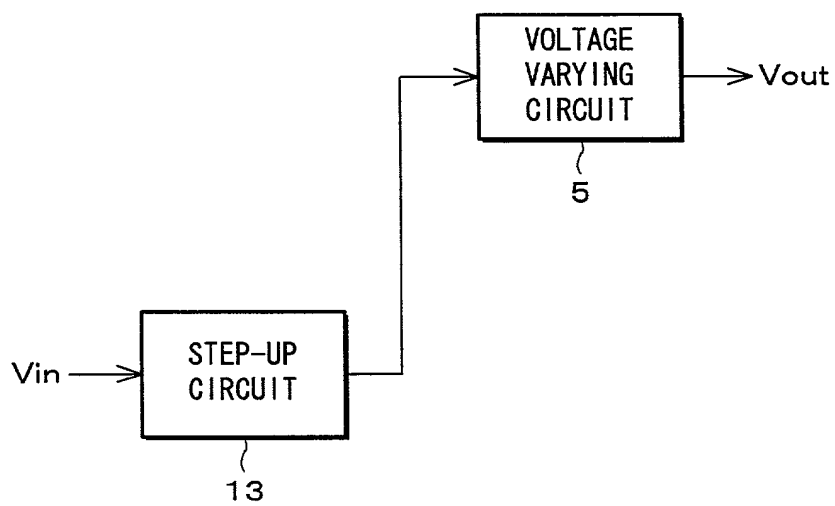 VOLTAGE
VARYING
CIRCUIT
Vout
5
Vin
STEP-UP
CIRCUIT
13